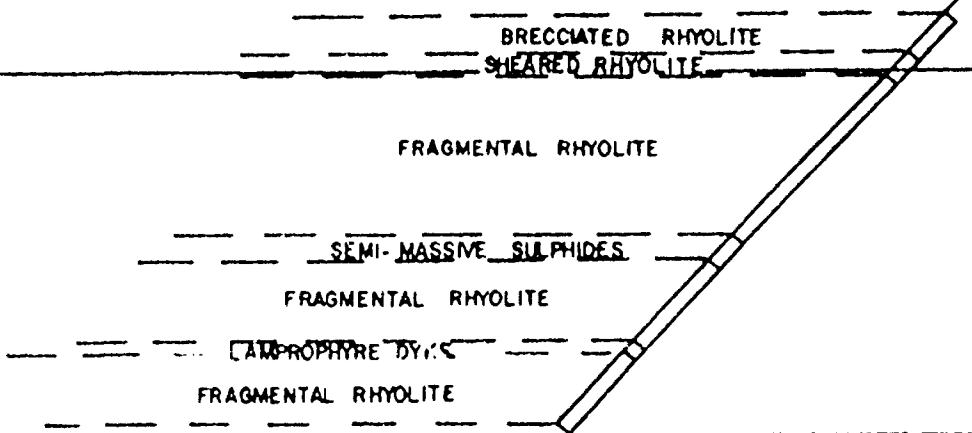 BRECCIATED RHYOLITE
SHEARED RHYOLITE
FRAGMENTAL RHYOLITE
SEMI-MASSIVE SULPHIDES
FRAGMENTAL RHYOLITE
LAMPROPHYRE
FRAGMENTAL RHYOLITE